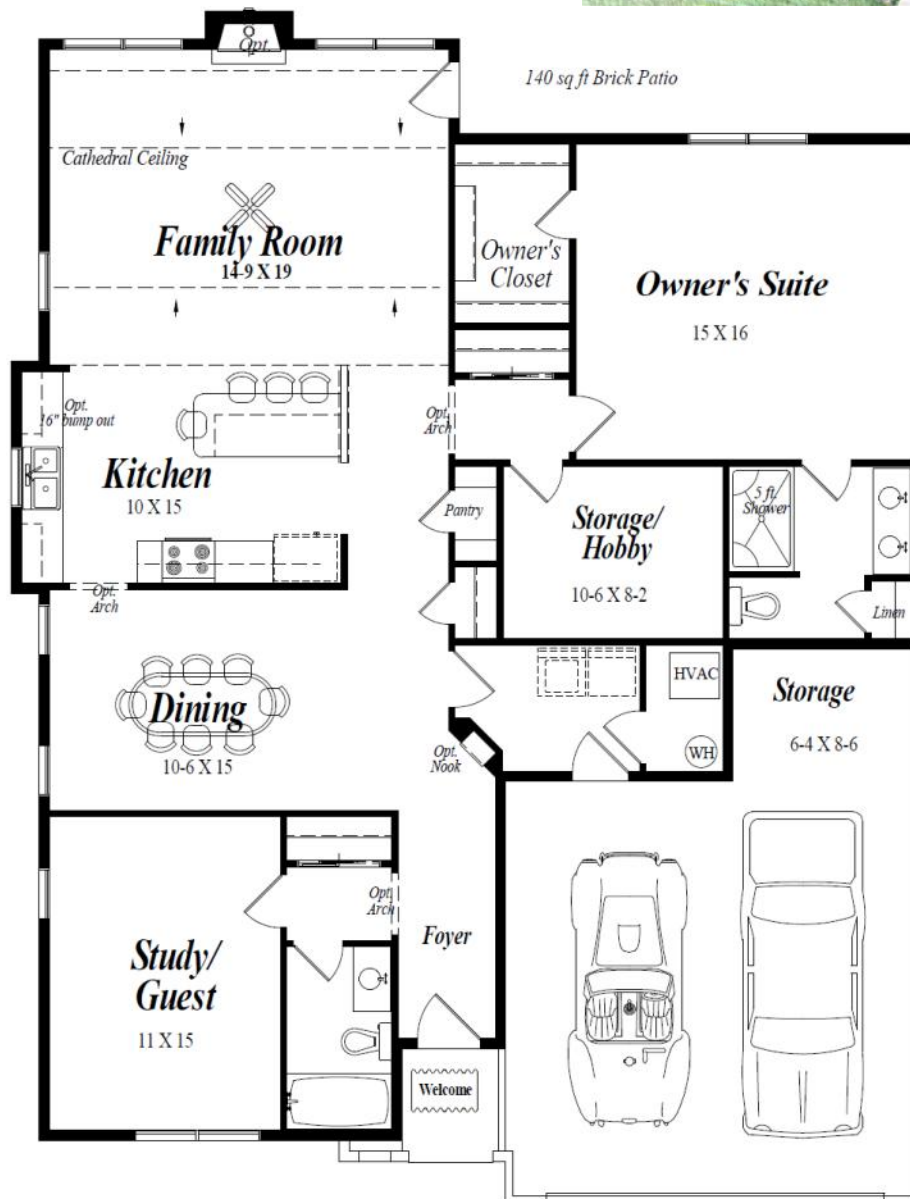 Opt.
140 sq ft Brick Patio
Cathedral Ceiling
Family Room
14-9 X 19
Owner's
Closet
Owner's Suite
15 X 16
Opt.
16" bump out
Opt.
Arch
Kitchen
10 X 15
Pantry
Storage/
Hobby
10-6 X 8-2
5 ft.
Shower
Linen
Opt.
Arch
HVAC
WH
Storage
6-4 X 8-6
Dining
10-6 X 15
Opt.
Nook
Opt.
Arch
Foyer
Study/
Guest
11 X 15
Welcome